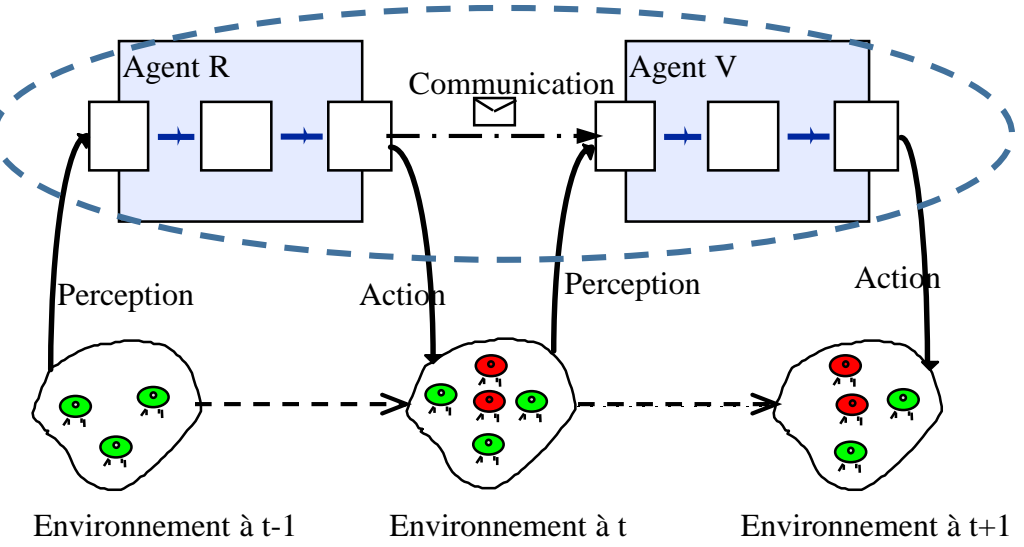 Agent R
Communication
Agent V
Perception
Action
Perception
Action
Environnement à t-1
Environnement à t
Environnement à t+1